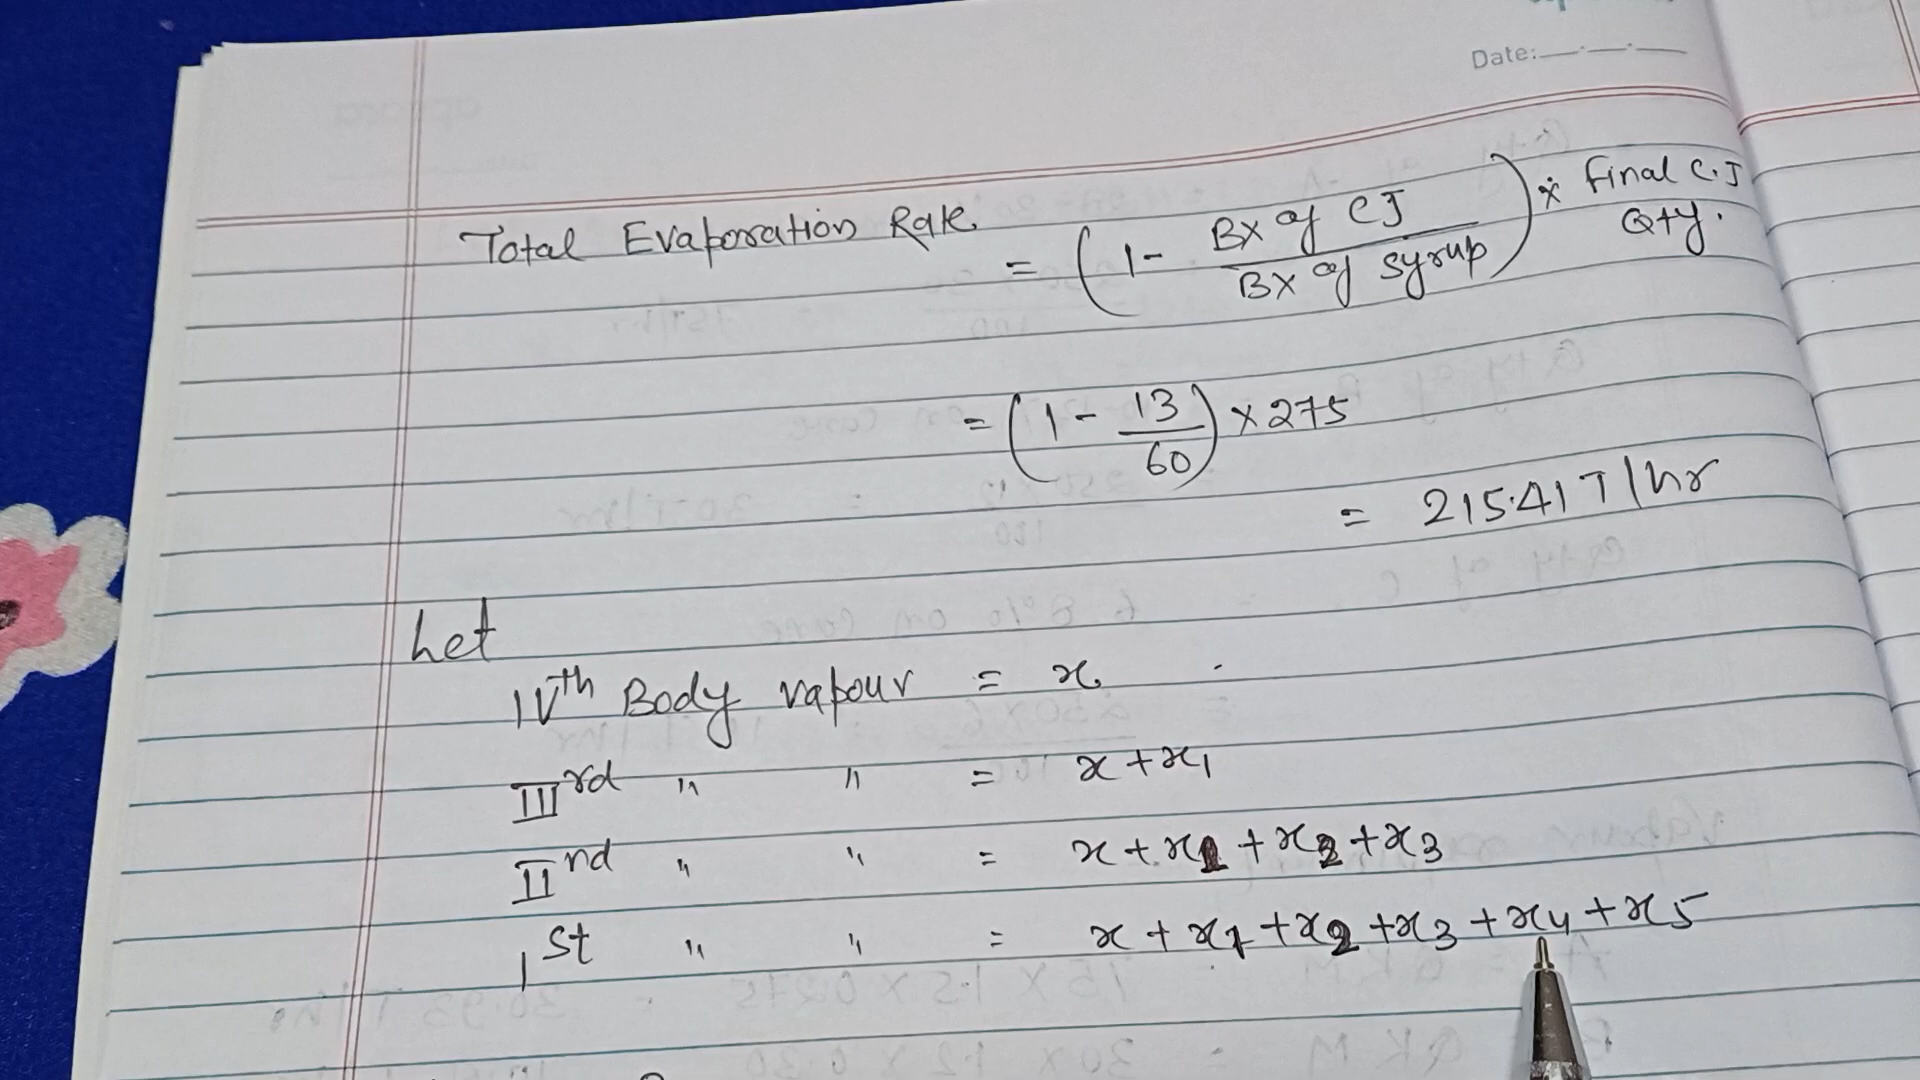 Date:
Total Evaporation Rate
= (1 - Bx of CJ / Bx of syrup) × Final C.J Qty.
= (1 - 13/60) × 275
= 215.41 T/hr
Let
IVth Body vapour = x
IIIrd " " = x + x1
IInd " " = x + x1 + x2 + x3
Ist " " = x + x1 + x2 + x3 + x4 + x5